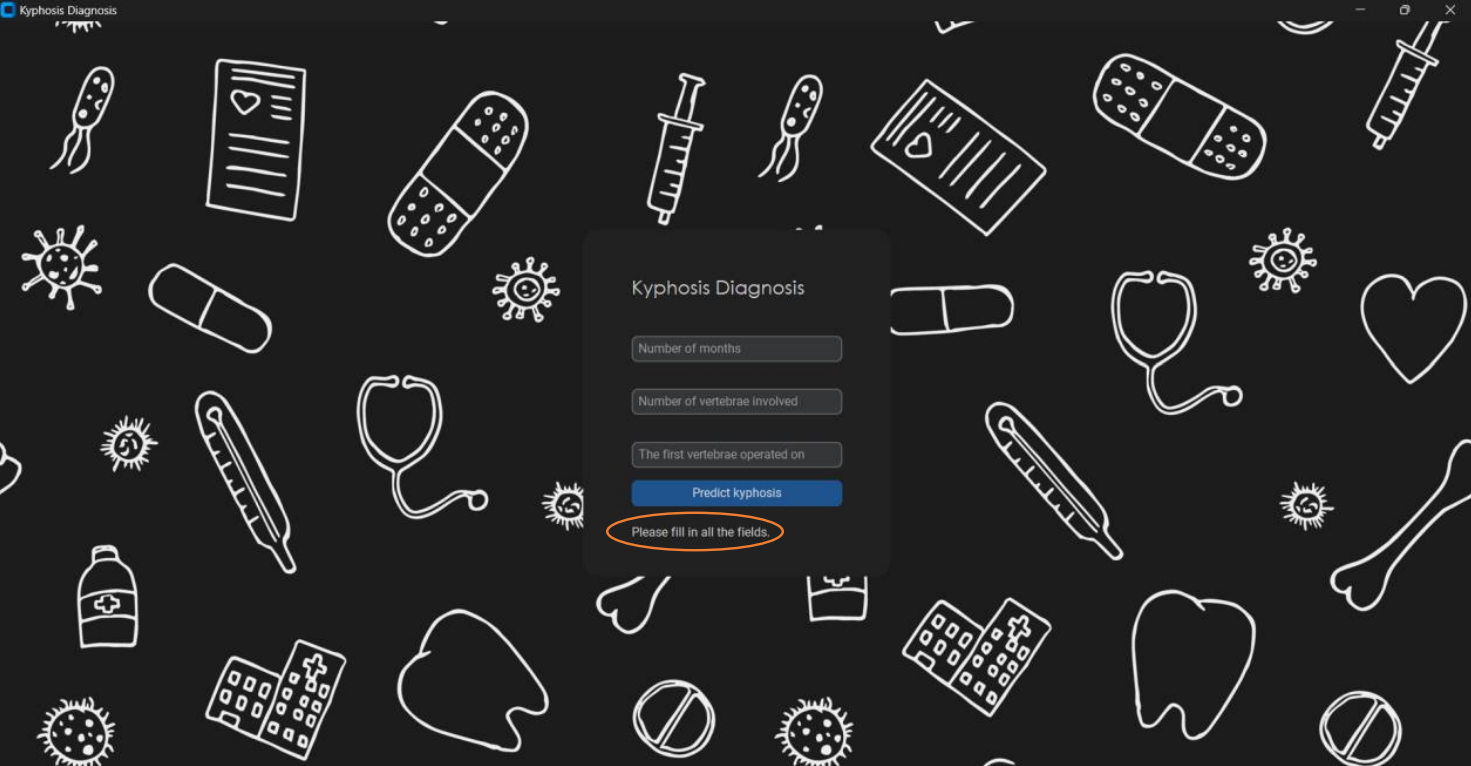 Kyphosis Diagnosis
Kyphosis Diagnosis
Number of months
Number of vertebrae involved
The first vertebrae operated on
Predict kyphosis
Please fill in all the fields.